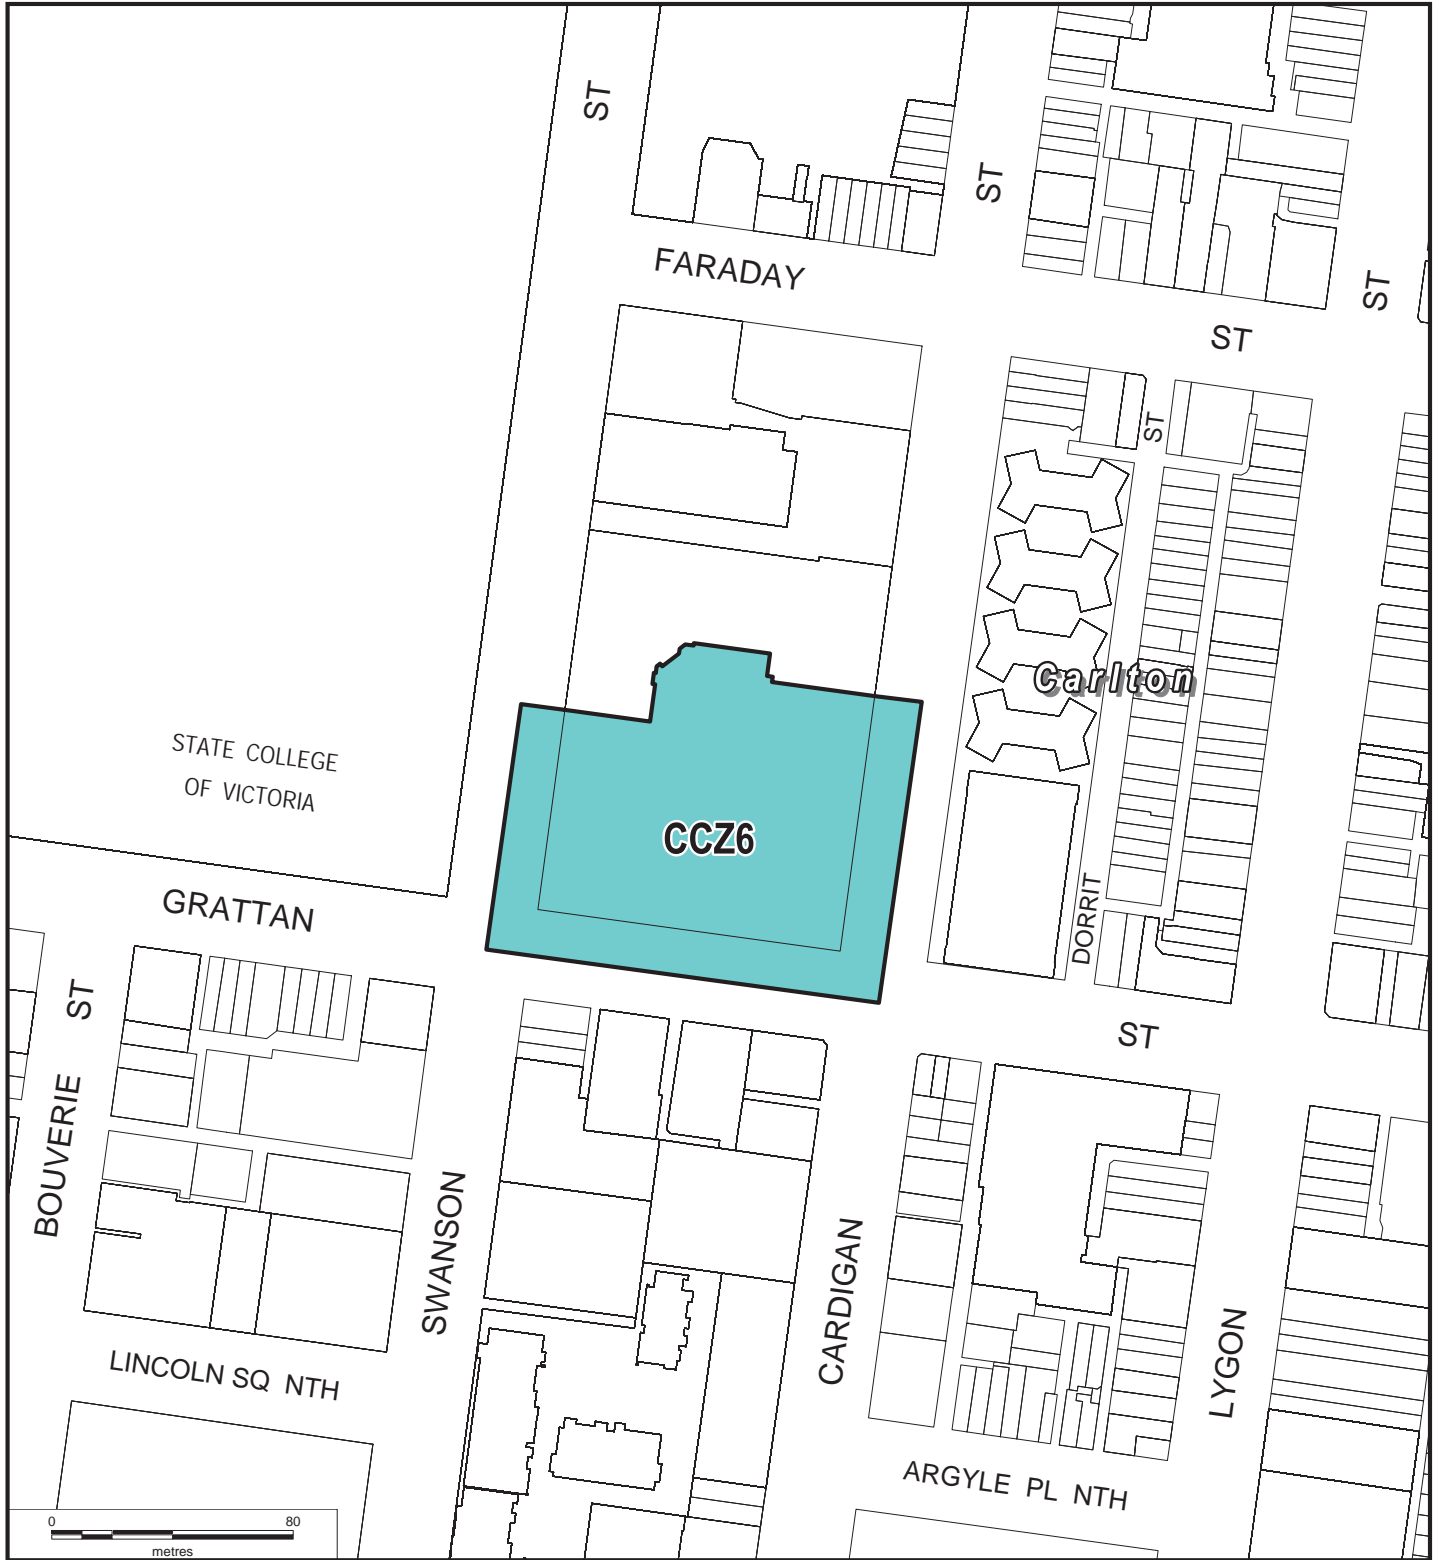 ST
ST
FARADAY
ST
ST
ST
Carlton
STATE COLLEGE
OF VICTORIA
CCZ6
GRATTAN
DORRIT
ST
ST
BOUVERIE
SWANSON
CARDIGAN
LYGON
LINCOLN SQ NTH
ARGYLE PL NTH
0 80
metres